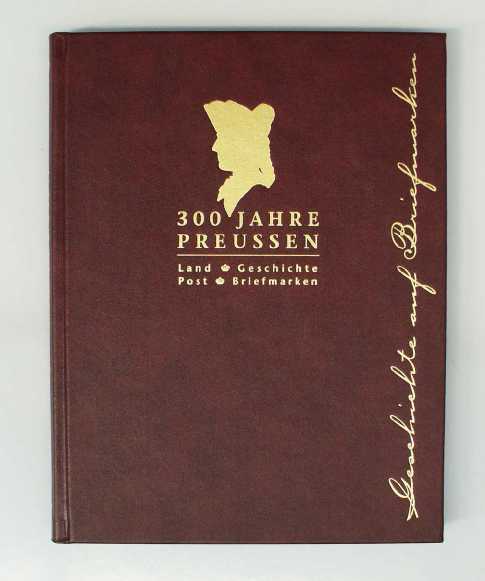 300 JAHRE
PREUSSEN
Land Geschichte
Post Briefmarken
Geschichte auf Briefmarken